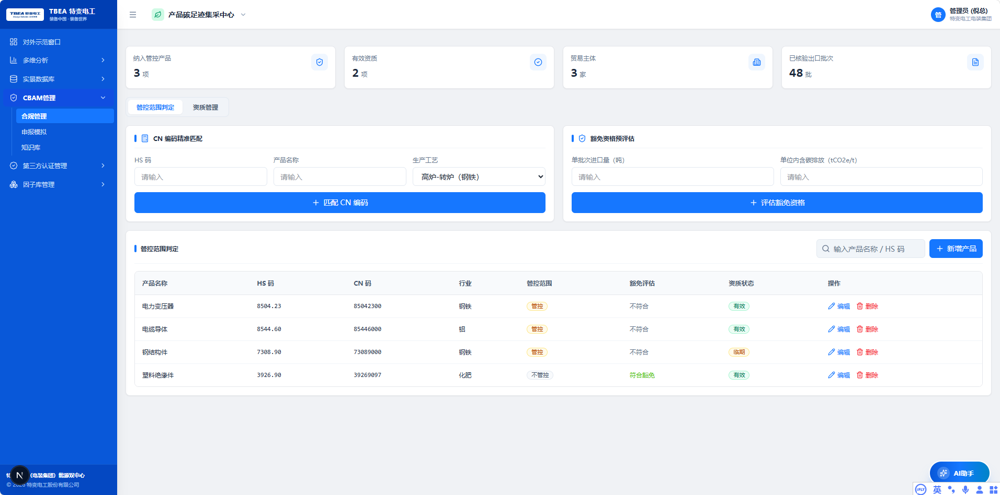 TBEA 特变电工
TBEA 特变电工
装备中国·装备世界
产品碳足迹集采中心
管
管理员 (倪总)
特变电工电装集团
对外示范窗口
多维分析
实景数据库
CBAM管理
合规管理
申报模拟
知识库
第三方认证管理
因子库管理
纳入管控产品
3 项
有效资质
2 项
贸易主体
3 家
已核验出口批次
48 批
管控范围判定 资质管理
CN 编码精准匹配
HS 码 产品名称 生产工艺
请输入 请输入 高炉-转炉（钢铁）
匹配 CN 编码
豁免资格预评估
单批次进口量（吨） 单位内含碳排放（tCO2e/t）
请输入 请输入
评估豁免资格
管控范围判定
输入产品名称 / HS 码
新增产品
产品名称 HS 码 CN 码 行业 管控范围 豁免评估 资质状态 操作
电力变压器 8504.23 85042300 钢铁 管控 不符合 有效 编辑 删除
电缆导体 8544.60 85446000 铝 管控 不符合 有效 编辑 删除
钢结构件 7308.90 73089000 钢铁 管控 不符合 临期 编辑 删除
塑料绝缘件 3926.90 39269097 化肥 不管控 符合豁免 有效 编辑 删除
特 N （电装集团）能源双中心
© 2026 特变电工股份有限公司
AI助手
iFLY 英